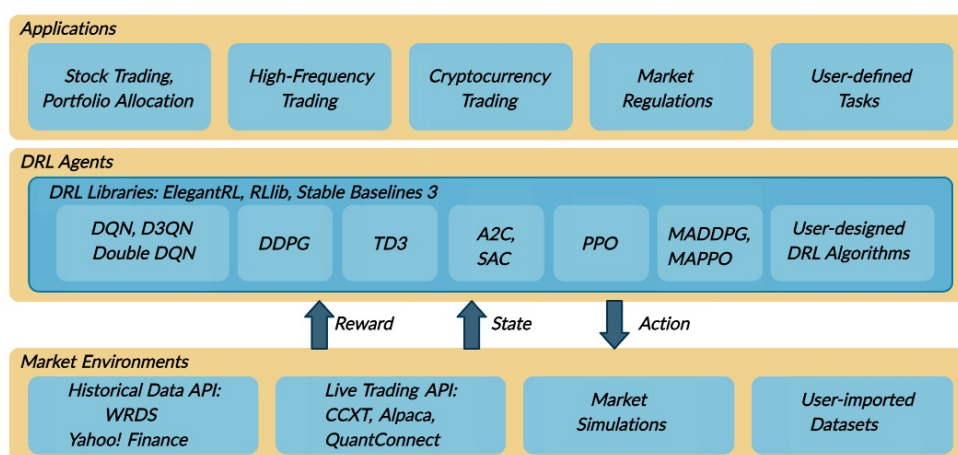 Applications
Stock Trading,
Portfolio Allocation
High-Frequency
Trading
Cryptocurrency
Trading
Market
Regulations
User-defined
Tasks
DRL Agents
DRL Libraries: ElegantRL, RLlib, Stable Baselines 3
DQN, D3QN
Double DQN
DDPG
TD3
A2C,
SAC
PPO
MADDPG,
MAPPO
User-designed
DRL Algorithms
Reward
State
Action
Market Environments
Historical Data API:
WRDS
Yahoo! Finance
Live Trading API:
CCXT, Alpaca,
QuantConnect
Market
Simulations
User-imported
Datasets